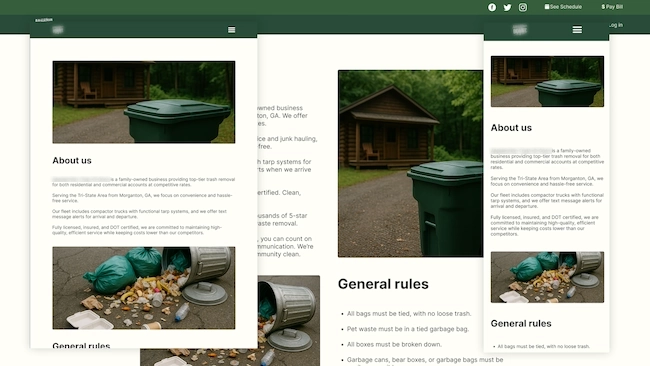 See Schedule
$ Pay Bill
Log In
About us
is a family-owned business providing top-tier trash removal
for both residential and commercial accounts at competitive
rates.
Serving the Tri-State Area from Morganton, GA, we focus on convenience and hassle-
free service.
Our fleet includes compactor trucks with functional tarp systems, and we offer text
message alerts for arrival and departure.
Fully licensed, insured, and DOT certified, we are committed to maintaining high-
quality, efficient service while keeping costs lower than our competitors.
General rules
owned business
ton, GA. We offer
ice and junk hauling,
free.
h tarp systems for
rts when we arrive
ertified. Clean,
ousands of 5-star
waste removal.
, you can count on
mmunication. We're
mmunity clean.
General rules
• All bags must be tied, with no loose trash.
• Pet waste must be in a tied garbage bag.
• All boxes must be broken down.
• Garbage cans, bear boxes, or garbage bags must be
About us
is a family-owned
business providing top-tier trash removal for both
residential and commercial accounts at competitive
rates.
Serving the Tri-State Area from Morganton, GA, we
focus on convenience and hassle-free service.
Our fleet includes compactor trucks with functional
tarp systems, and we offer text message alerts for
arrival and departure.
Fully licensed, insured, and DOT certified, we are
committed to maintaining high-quality, efficient
service while keeping costs lower than our
competitors.
General rules
• All bags must be tied, with no loose trash.